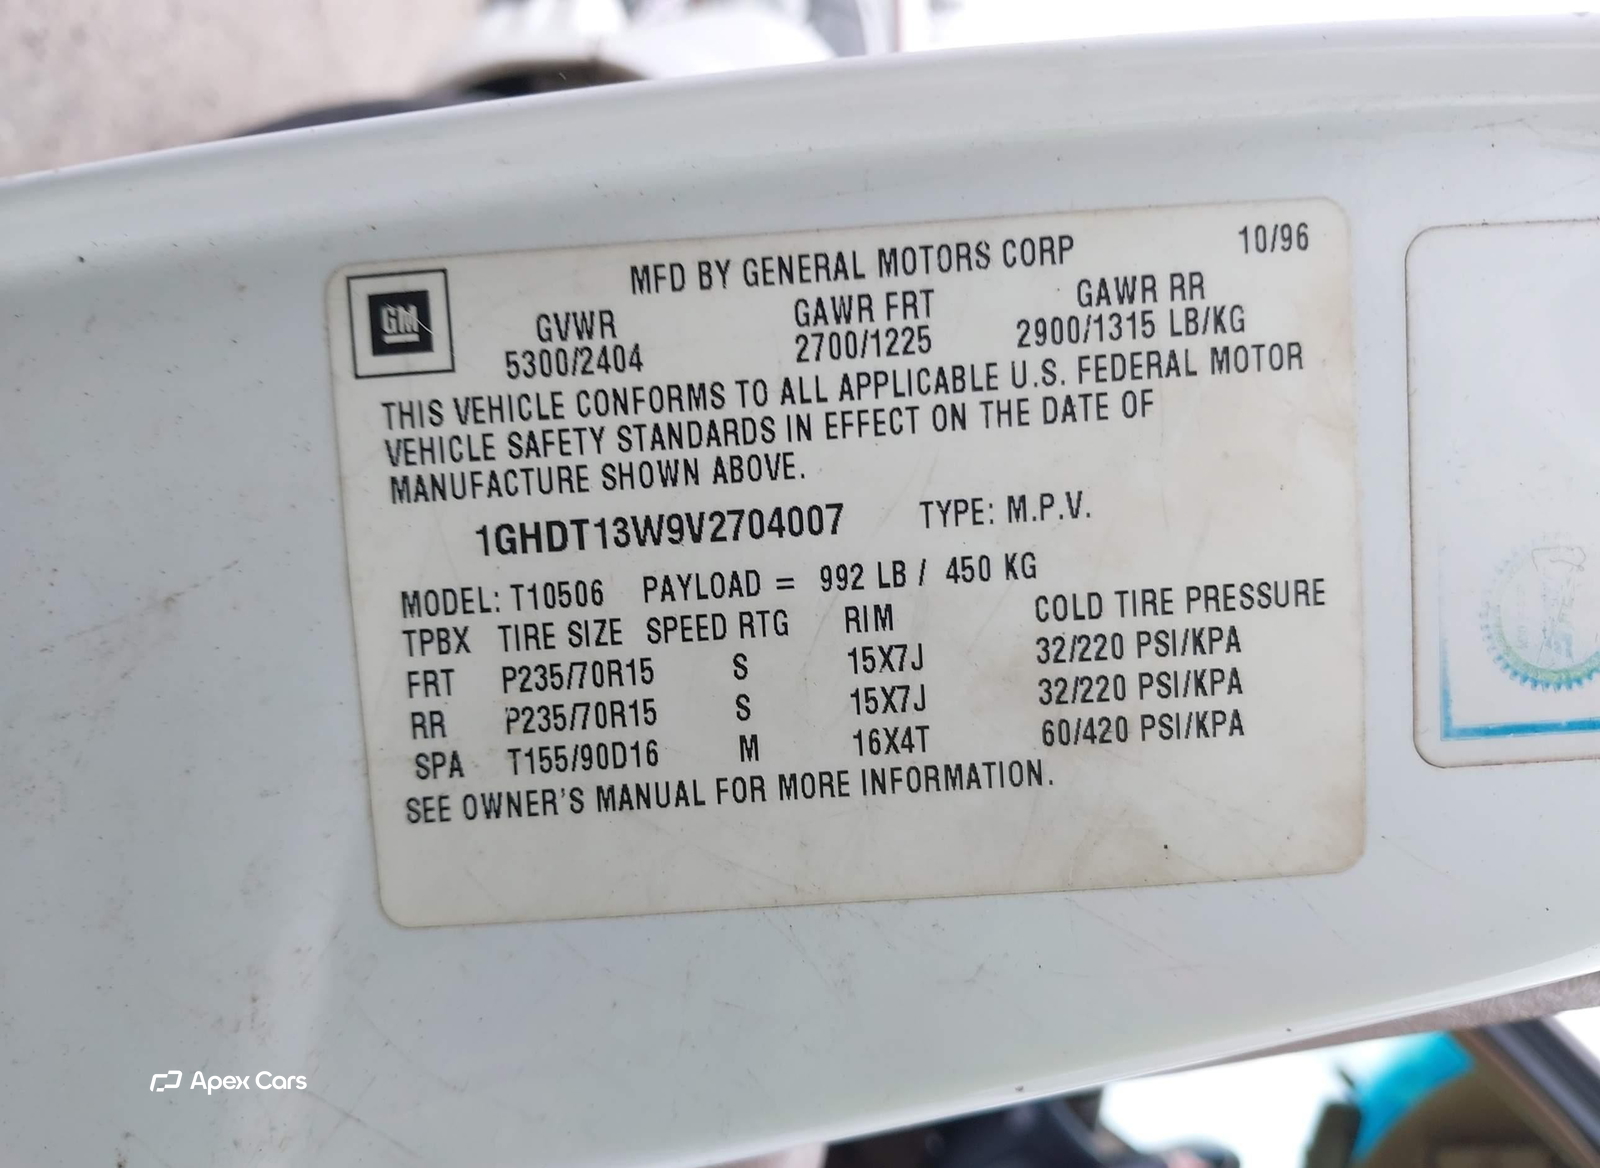 MFD BY GENERAL MOTORS CORP 10/96
GM
GVWR GAWR FRT GAWR RR
5300/2404 2700/1225 2900/1315 LB/KG
THIS VEHICLE CONFORMS TO ALL APPLICABLE U.S. FEDERAL MOTOR
VEHICLE SAFETY STANDARDS IN EFFECT ON THE DATE OF
MANUFACTURE SHOWN ABOVE.
1GHDT13W9V2704007 TYPE: M.P.V.
MODEL: T10506 PAYLOAD = 992 LB / 450 KG
TPBX TIRE SIZE SPEED RTG RIM COLD TIRE PRESSURE
FRT P235/70R15 S 15X7J 32/220 PSI/KPA
RR P235/70R15 S 15X7J 32/220 PSI/KPA
SPA T155/90D16 M 16X4T 60/420 PSI/KPA
SEE OWNER'S MANUAL FOR MORE INFORMATION.
Apex Cars